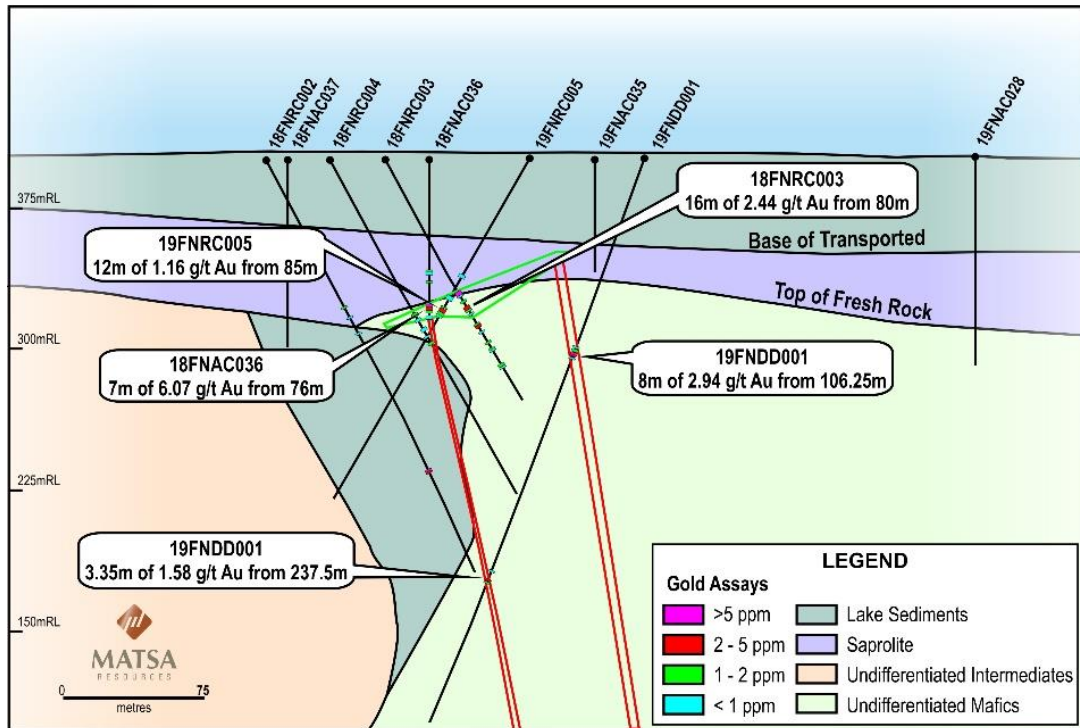 18FNRC002
18FNAC037
18FNRC004
18FNRC003
18FNAC036
19FNRC005
19FNAC035
19FNDD001
19FNAC028
375mRL
18FNRC003
16m of 2.44 g/t Au from 80m
19FNRC005
12m of 1.16 g/t Au from 85m
Base of Transported
Top of Fresh Rock
300mRL
18FNAC036
7m of 6.07 g/t Au from 76m
19FNDD001
8m of 2.94 g/t Au from 106.25m
225mRL
19FNDD001
3.35m of 1.58 g/t Au from 237.5m
150mRL
MATSA
RESOURCES
0 75
metres
LEGEND
Gold Assays
>5 ppm
2 - 5 ppm
1 - 2 ppm
< 1 ppm
Lake Sediments
Saprolite
Undifferentiated Intermediates
Undifferentiated Mafics